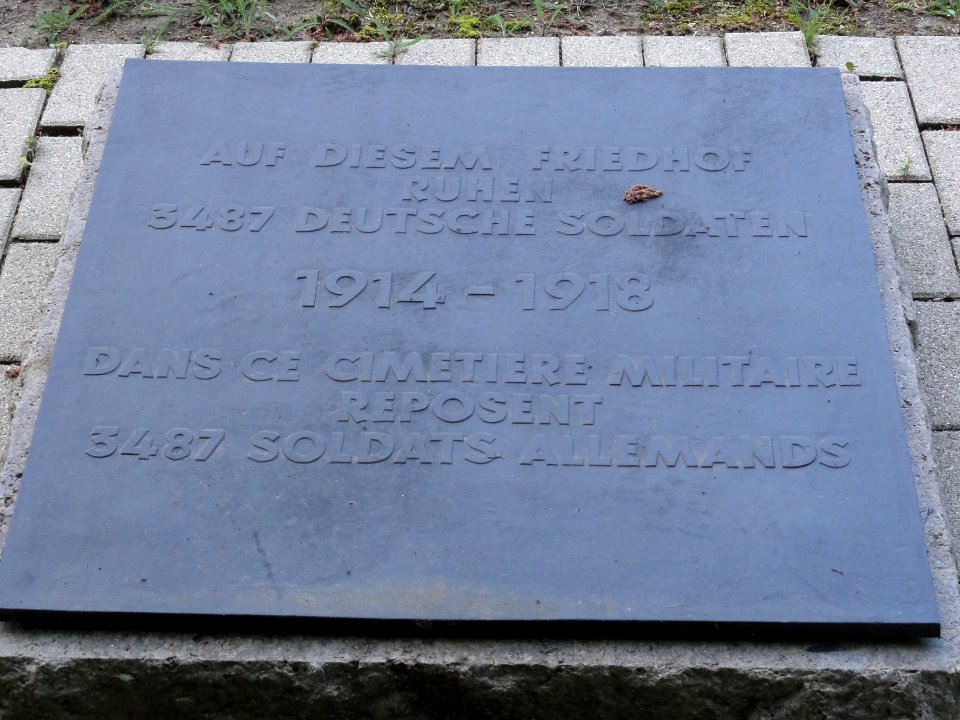 AUF DIESEM FRIEDHOF
RUHEN
3487 DEUTSCHE SOLDATEN
1914 – 1918
DANS CE CIMETIERE MILITAIRE
REPOSENT
3487 SOLDATS ALLEMANDS